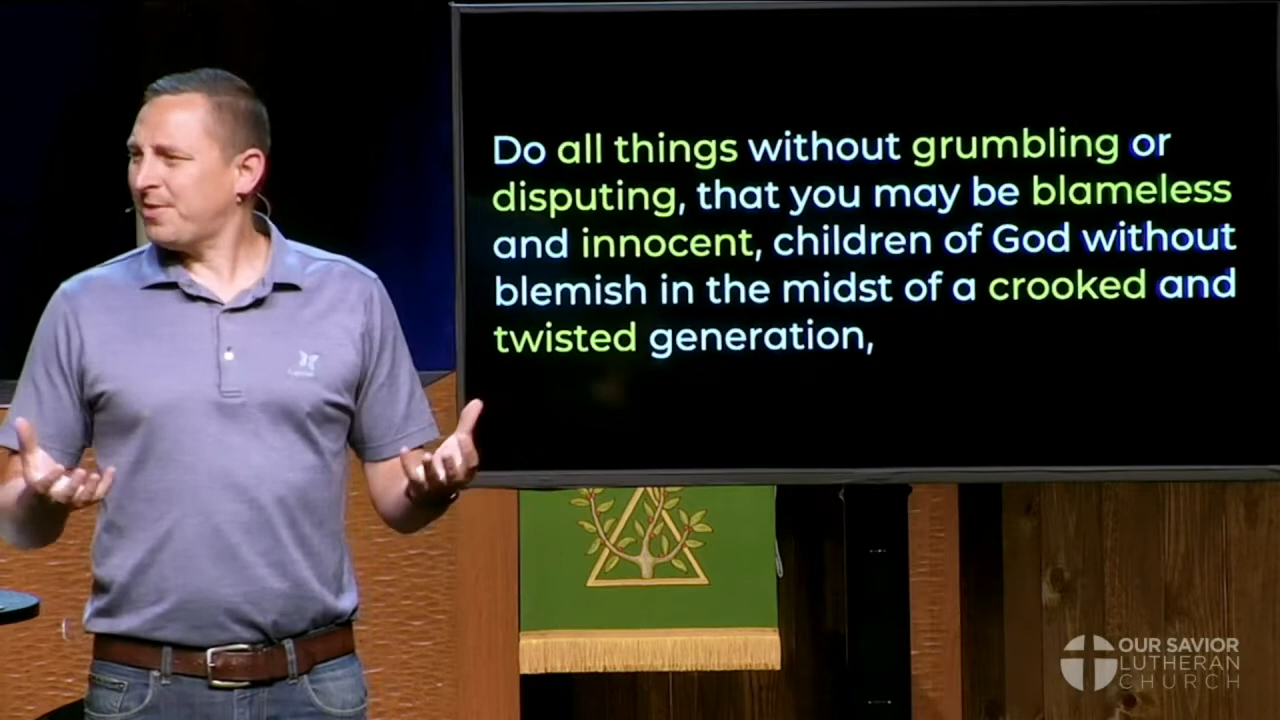 Do all things without grumbling or
disputing, that you may be blameless
and innocent, children of God without
blemish in the midst of a crooked and
twisted generation,
OUR SAVIOR
LUTHERAN
CHURCH